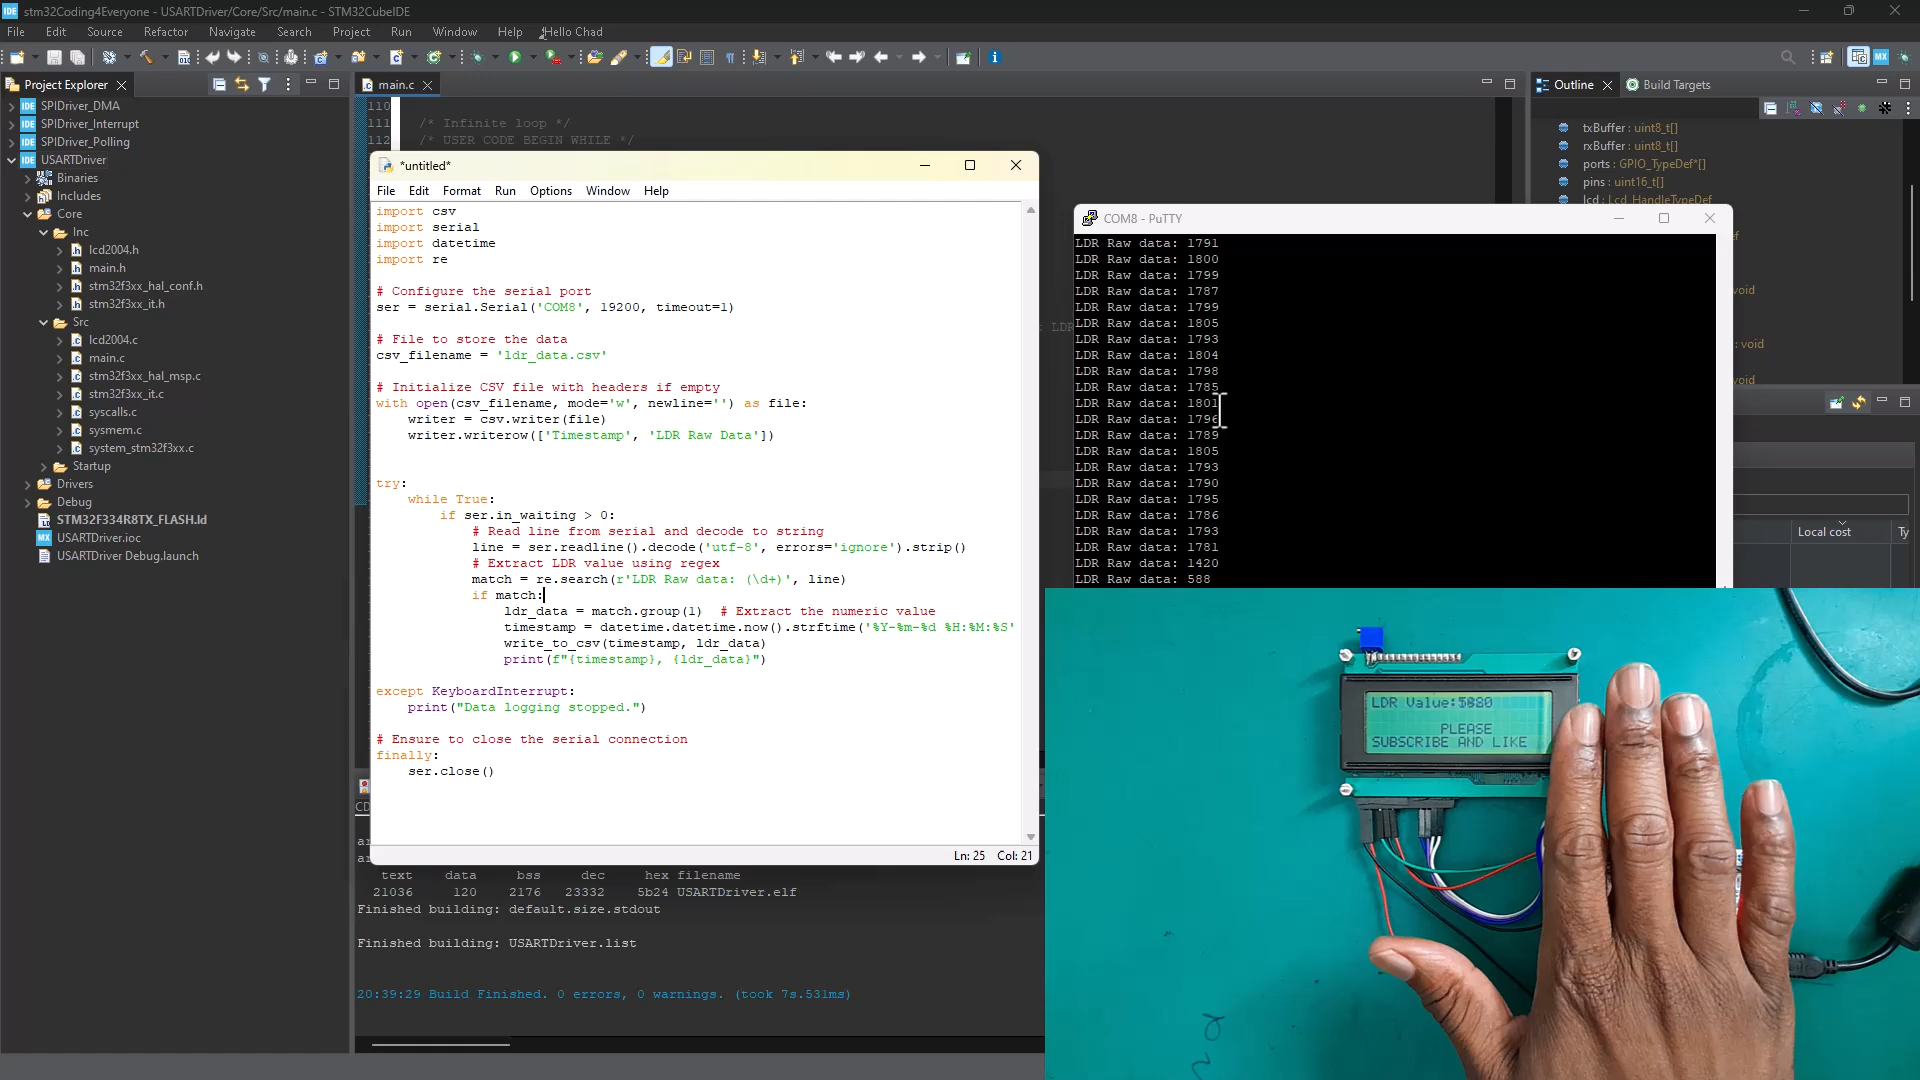 stm32Coding4Everyone - USARTDriver/Core/Src/main.c - STM32CubeIDE
File Edit Source Refactor Navigate Search Project Run Window Help Hello Chad
Project Explorer
main.c
Outline Build Targets
SPIDriver_DMA
SPIDriver_Interrupt
SPIDriver_Polling
USARTDriver
Binaries
Includes
Core
Inc
lcd2004.h
main.h
stm32f3xx_hal_conf.h
stm32f3xx_it.h
Src
lcd2004.c
main.c
stm32f3xx_hal_msp.c
stm32f3xx_it.c
syscalls.c
sysmem.c
system_stm32f3xx.c
Startup
Drivers
Debug
STM32F334R8TX_FLASH.ld
USARTDriver.ioc
USARTDriver Debug.launch
110
111 /* Infinite loop */
112 /* USER CODE BEGIN WHILE */
*untitled*
File Edit Format Run Options Window Help
import csv
import serial
import datetime
import re
# Configure the serial port
ser = serial.Serial('COM8', 19200, timeout=1)
# File to store the data
csv_filename = 'ldr_data.csv'
# Initialize CSV file with headers if empty
with open(csv_filename, mode='w', newline='') as file:
writer = csv.writer(file)
writer.writerow(['Timestamp', 'LDR Raw Data'])
try:
while True:
if ser.in_waiting > 0:
# Read line from serial and decode to string
line = ser.readline().decode('utf-8', errors='ignore').strip()
# Extract LDR value using regex
match = re.search(r'LDR Raw data: (\d+)', line)
if match:
ldr_data = match.group(1)  # Extract the numeric value
timestamp = datetime.datetime.now().strftime('%Y-%m-%d %H:%M:%S'
write_to_csv(timestamp, ldr_data)
print(f"{timestamp}, {ldr_data}")
except KeyboardInterrupt:
print("Data logging stopped.")
# Ensure to close the serial connection
finally:
ser.close()
Ln: 25 Col: 21
text data bss dec hex filename
21036 120 2176 23332 5b24 USARTDriver.elf
Finished building: default.size.stdout
Finished building: USARTDriver.list
20:39:29 Build Finished. 0 errors, 0 warnings. (took 7s.531ms)
txBuffer : uint8_t[]
rxBuffer : uint8_t[]
ports : GPIO_TypeDef*[]
pins : uint16_t[]
lcd : Lcd_HandleTypeDef
void
: void
void
Local cost Ty
COM8 - PuTTY
LDR Raw data: 1791
LDR Raw data: 1800
LDR Raw data: 1799
LDR Raw data: 1787
LDR Raw data: 1799
LDR Raw data: 1805
LDR Raw data: 1793
LDR Raw data: 1804
LDR Raw data: 1798
LDR Raw data: 1785
LDR Raw data: 1801
LDR Raw data: 1796
LDR Raw data: 1789
LDR Raw data: 1805
LDR Raw data: 1793
LDR Raw data: 1790
LDR Raw data: 1795
LDR Raw data: 1786
LDR Raw data: 1793
LDR Raw data: 1781
LDR Raw data: 1420
LDR Raw data: 588
LDR Value:
PLEASE
SUBSCRIBE AND LIKE